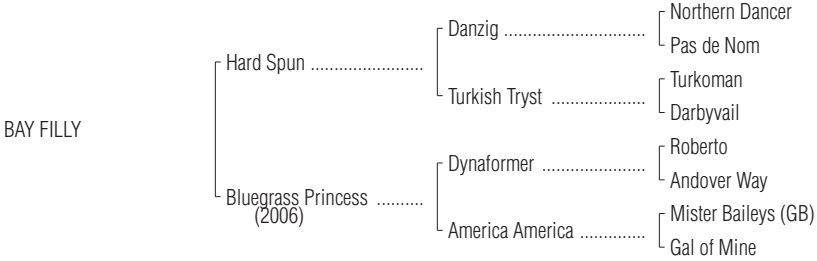 Northern Dancer
Danzig ..............................
Pas de Nom
Hard Spun ........................
Turkoman
Turkish Tryst ....................
Darbyvail
BAY FILLY
Roberto
Dynaformer ......................
Andover Way
Bluegrass Princess ..........
(2006)
Mister Baileys (GB)
America America ..............
Gal of Mine